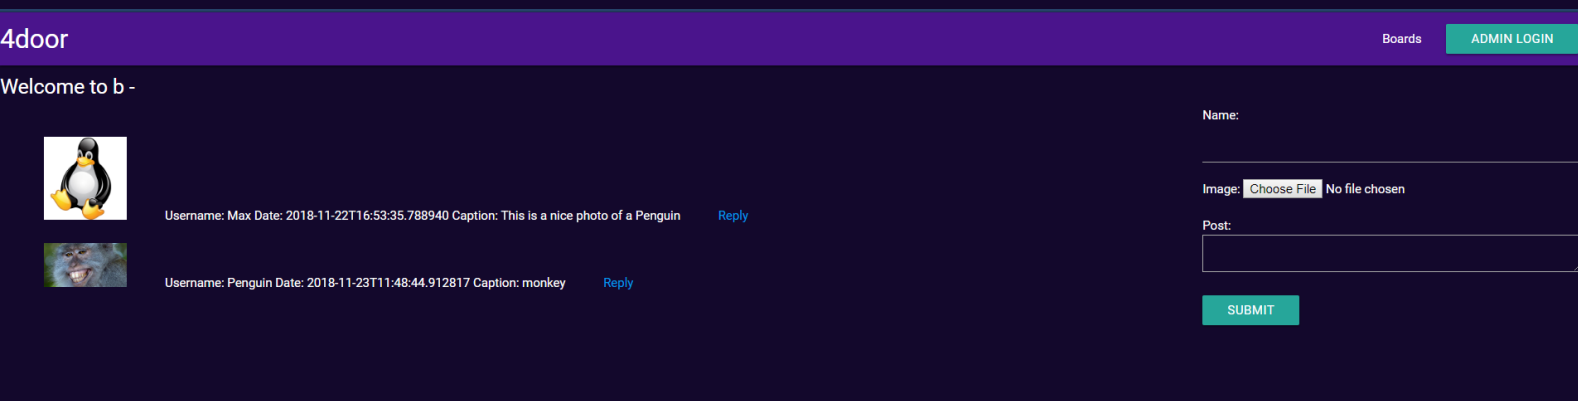 4door
Boards
ADMIN LOGIN
Welcome to b -
Username: Max Date: 2018-11-22T16:53:35.788940 Caption: This is a nice photo of a Penguin
Reply
Username: Penguin Date: 2018-11-23T11:48:44.912817 Caption: monkey
Reply
Name:
Image: Choose File No file chosen
Post:
SUBMIT